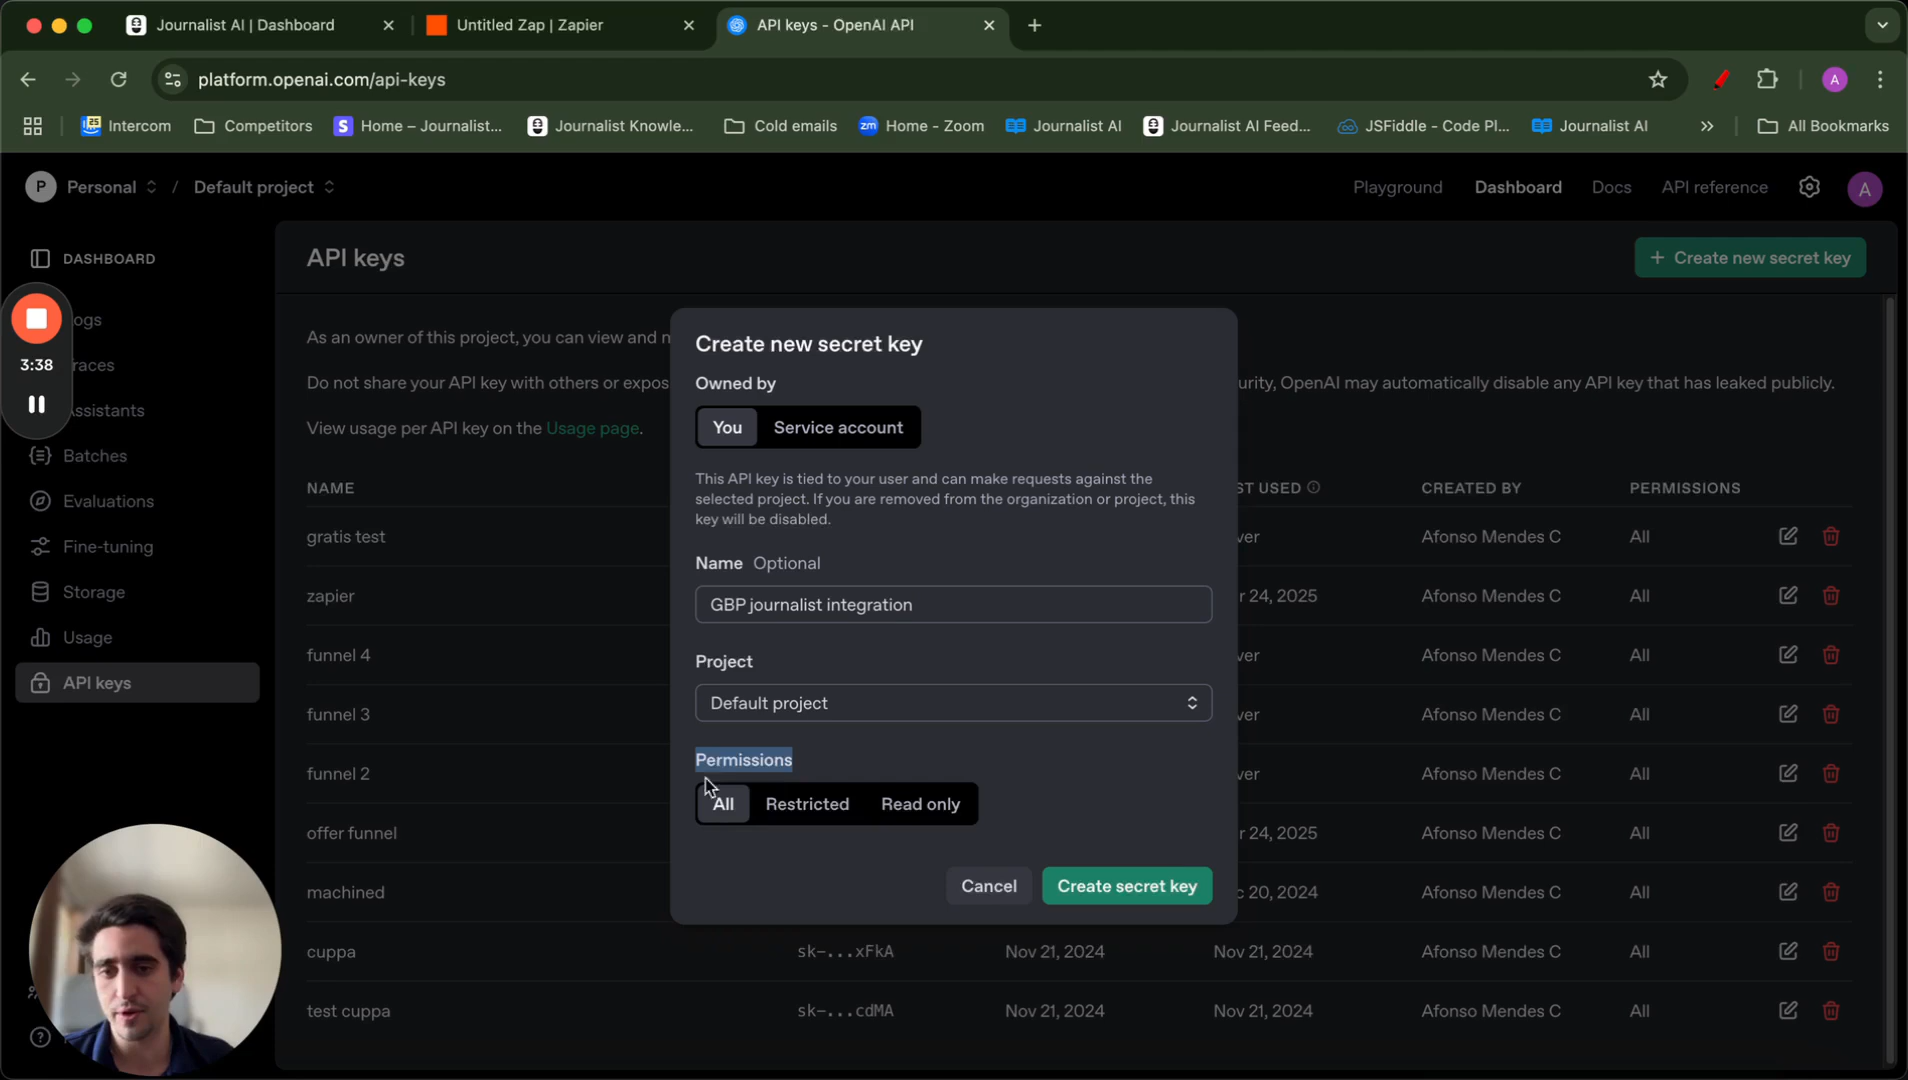 Journalist AI | Dashboard
Untitled Zap | Zapier
API keys - OpenAI API
platform.openai.com/api-keys
A
Intercom
Competitors
Home – Journalist...
Journalist Knowle...
Cold emails
Home - Zoom
Journalist AI
Journalist AI Feed...
JSFiddle - Code Pl...
Journalist AI
All Bookmarks
P Personal / Default project
Playground
Dashboard
Docs
API reference
A
DASHBOARD
ogs
races
Assistants
Batches
Evaluations
Fine-tuning
Storage
Usage
API keys
3:38
API keys
+ Create new secret key
As an owner of this project, you can view and m
Do not share your API key with others or expos
urity, OpenAI may automatically disable any API key that has leaked publicly.
View usage per API key on the Usage page.
NAME
ST USED
CREATED BY
PERMISSIONS
gratis test ver Afonso Mendes C All
zapier r 24, 2025 Afonso Mendes C All
funnel 4 ver Afonso Mendes C All
funnel 3 ver Afonso Mendes C All
funnel 2 ver Afonso Mendes C All
offer funnel r 24, 2025 Afonso Mendes C All
machined c 20, 2024 Afonso Mendes C All
cuppa sk-...xFkA Nov 21, 2024 Nov 21, 2024 Afonso Mendes C All
test cuppa sk-...cdMA Nov 21, 2024 Nov 21, 2024 Afonso Mendes C All
Create new secret key
Owned by
You
Service account
This API key is tied to your user and can make requests against the
selected project. If you are removed from the organization or project, this
key will be disabled.
Name Optional
GBP journalist integration
Project
Default project
Permissions
All
Restricted
Read only
Cancel
Create secret key